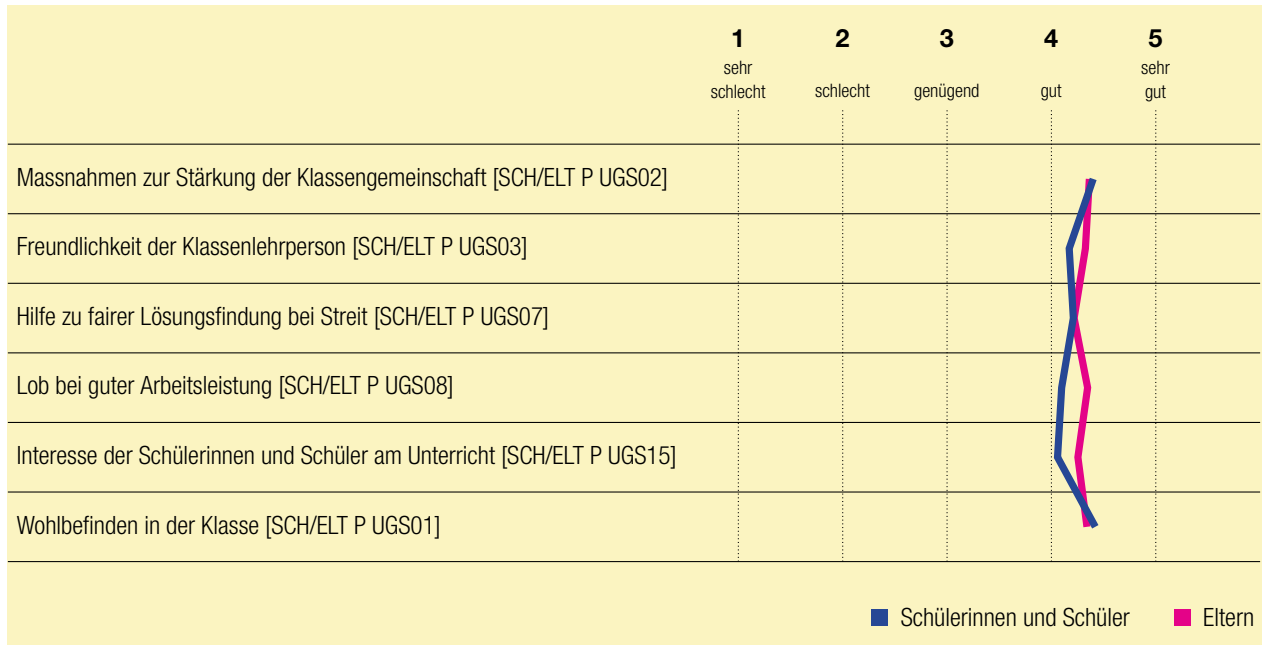 1 2 3 4 5
sehr schlecht schlecht genügend gut sehr gut
Massnahmen zur Stärkung der Klassengemeinschaft [SCH/ELT P UGS02]
Freundlichkeit der Klassenlehrperson [SCH/ELT P UGS03]
Hilfe zu fairer Lösungsfindung bei Streit [SCH/ELT P UGS07]
Lob bei guter Arbeitsleistung [SCH/ELT P UGS08]
Interesse der Schülerinnen und Schüler am Unterricht [SCH/ELT P UGS15]
Wohlbefinden in der Klasse [SCH/ELT P UGS01]
Schülerinnen und Schüler Eltern